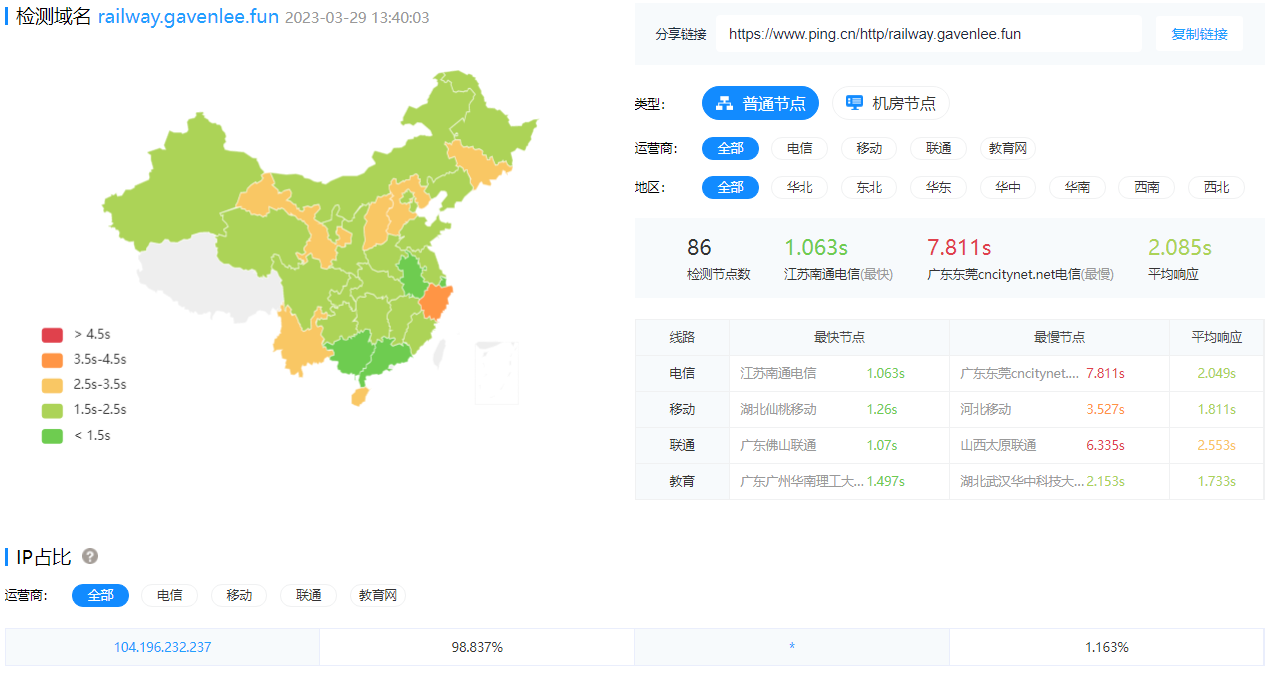 检测域名 railway.gavenlee.fun 2023-03-29 13:40:03
> 4.5s
3.5s-4.5s
2.5s-3.5s
1.5s-2.5s
< 1.5s
分享链接 https://www.ping.cn/http/railway.gavenlee.fun 复制链接
类型: 普通节点 机房节点
运营商: 全部 电信 移动 联通 教育网
地区: 全部 华北 东北 华东 华中 华南 西南 西北
86 1.063s 7.811s 2.085s
检测节点数 江苏南通电信(最快) 广东东莞cncitynet.net电信(最慢) 平均响应
线路 最快节点 最慢节点 平均响应
电信 江苏南通电信 1.063s 广东东莞cncitynet.... 7.811s 2.049s
移动 湖北仙桃移动 1.26s 河北移动 3.527s 1.811s
联通 广东佛山联通 1.07s 山西太原联通 6.335s 2.553s
教育 广东广州华南理工大... 1.497s 湖北武汉华中科技大... 2.153s 1.733s
IP占比 ?
运营商: 全部 电信 移动 联通 教育网
104.196.232.237 98.837% * 1.163%